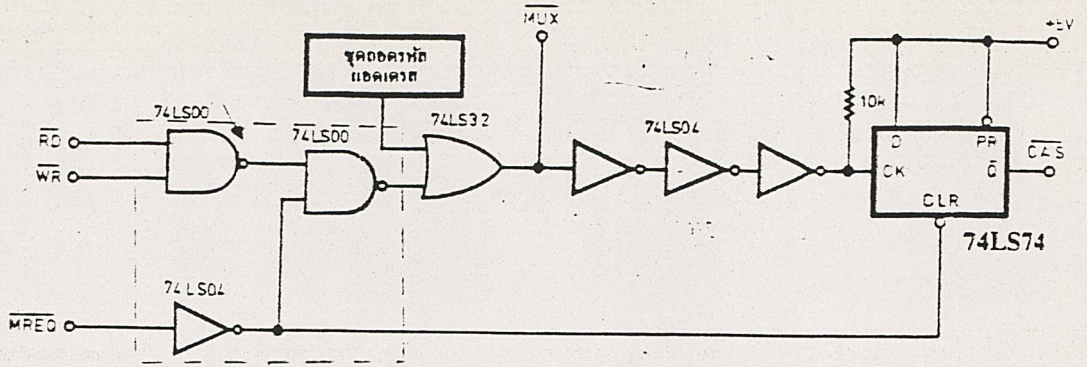 MUX
+5V
ชุดถอดรหัส
แอดเดรส
10k
74LS00
74LS00
74LS32
74LS04
RD
WR
D
PR
CK
Q
CAS
CLR
74LS74
74LS04
MREQ